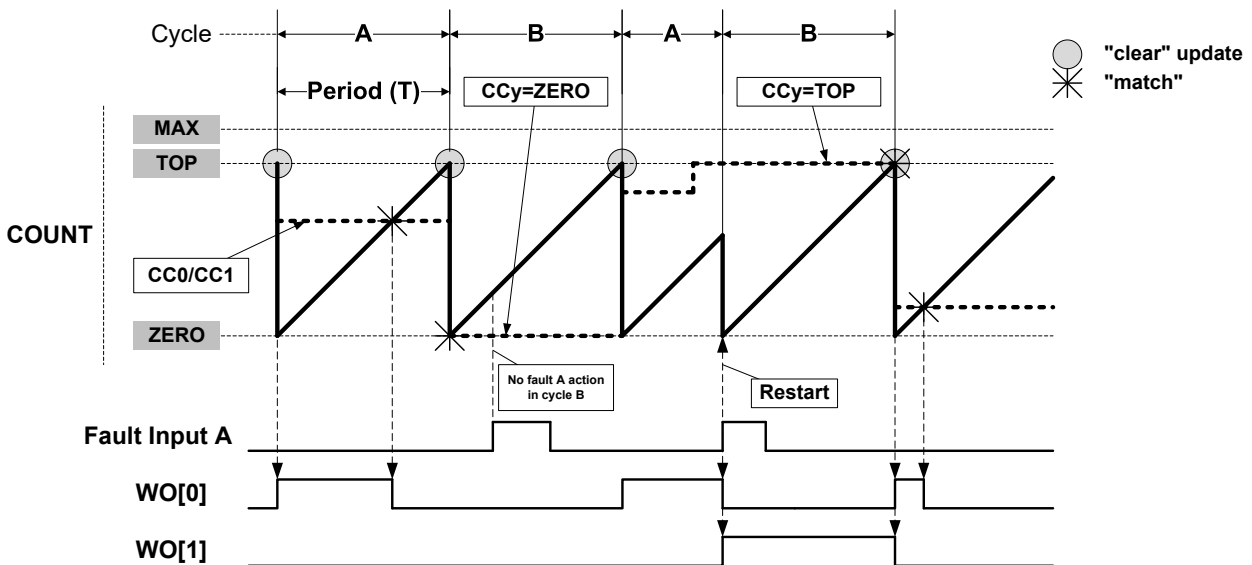 Cycle A B A B
"clear" update
"match"
Period (T)
CCy=ZERO
CCy=TOP
MAX
TOP
COUNT
CC0/CC1
ZERO
No fault A action
in cycle B
Restart
Fault Input A
WO[0]
WO[1]